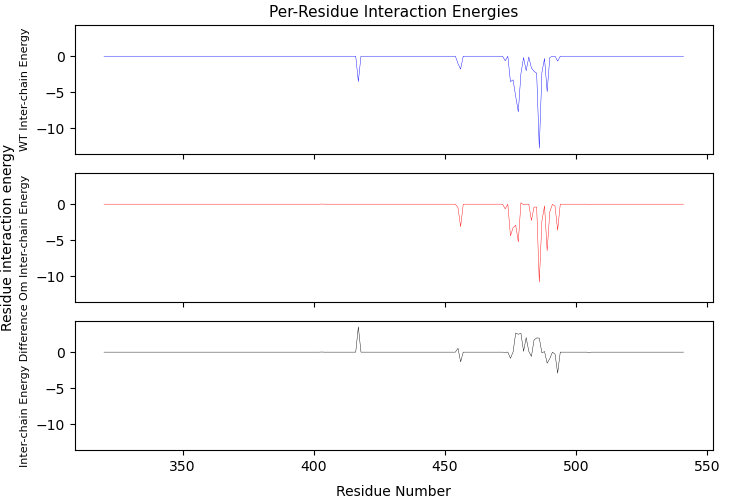 Per-Residue Interaction Energies
WT Inter-chain Energy
0
−5
−10
Residue interaction energy
Om Inter-chain Energy
0
−5
−10
Inter-chain Energy Difference
0
−5
−10
350
400
450
500
550
Residue Number